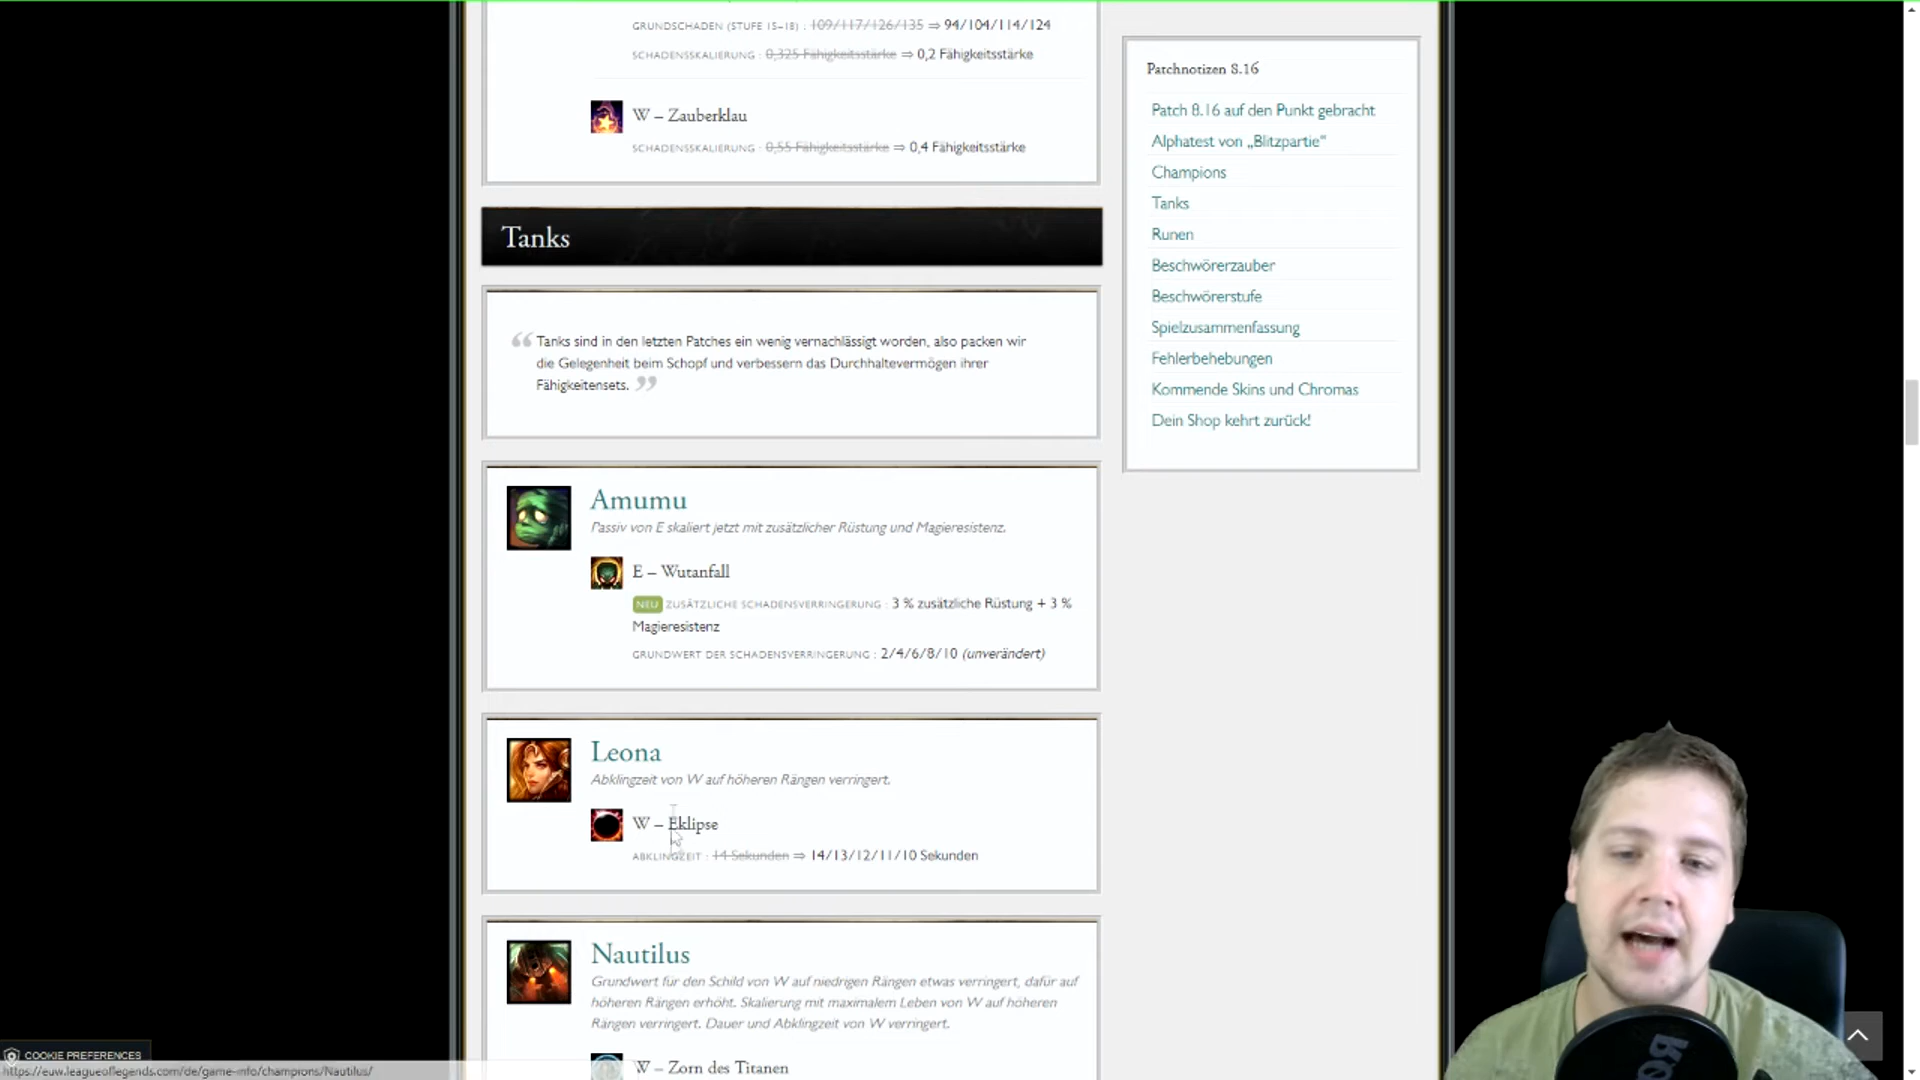 GRUNDSCHADEN (STUFE 15–18) : 109/117/126/135 ⇒ 94/104/114/124
SCHADENSSKALIERUNG : 0,325 Fähigkeitsstärke ⇒ 0,2 Fähigkeitsstärke
W – Zauberklau
SCHADENSSKALIERUNG : 0,55 Fähigkeitsstärke ⇒ 0,4 Fähigkeitsstärke
Tanks
“ Tanks sind in den letzten Patches ein wenig vernachlässigt worden, also packen wir
die Gelegenheit beim Schopf und verbessern das Durchhaltevermögen ihrer
Fähigkeitensets. ”
Amumu
Passiv von E skaliert jetzt mit zusätzlicher Rüstung und Magieresistenz.
E – Wutanfall
NEU ZUSÄTZLICHE SCHADENSVERRINGERUNG : 3 % zusätzliche Rüstung + 3 %
Magieresistenz
GRUNDWERT DER SCHADENSVERRINGERUNG : 2/4/6/8/10 (unverändert)
Leona
Abklingzeit von W auf höheren Rängen verringert.
W – Eklipse
ABKLINGZEIT : 14 Sekunden ⇒ 14/13/12/11/10 Sekunden
Nautilus
Grundwert für den Schild von W auf niedrigen Rängen etwas verringert, dafür auf
höheren Rängen erhöht. Skalierung mit maximalem Leben von W auf höheren
Rängen verringert. Dauer und Abklingzeit von W verringert.
W – Zorn des Titanen
Patchnotizen 8.16
Patch 8.16 auf den Punkt gebracht
Alphatest von „Blitzpartie“
Champions
Tanks
Runen
Beschwörerzauber
Beschwörerstufe
Spielzusammenfassung
Fehlerbehebungen
Kommende Skins und Chromas
Dein Shop kehrt zurück!
COOKIE PREFERENCES
https://euw.leagueoflegends.com/de/game-info/champions/Nautilus/